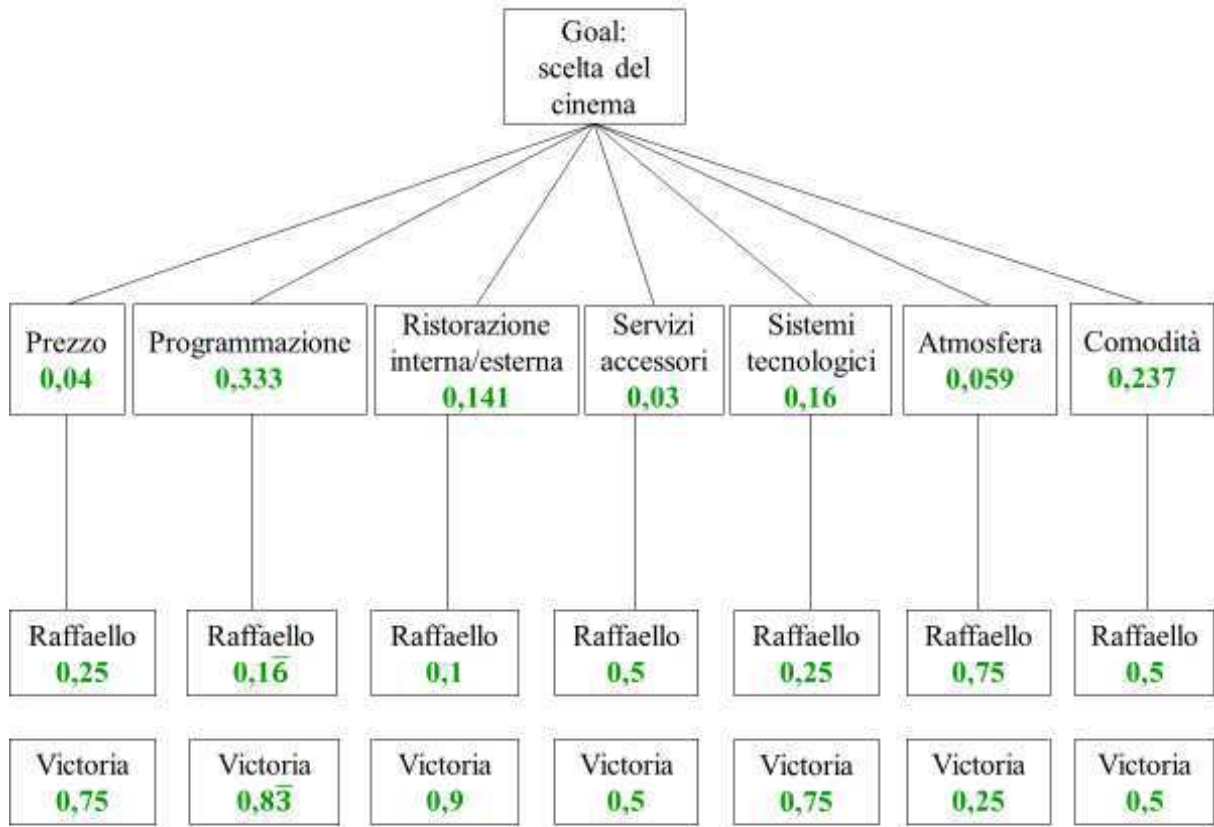 Goal:
scelta del
cinema
Prezzo
0,04
Programmazione
0,333
Ristorazione
interna/esterna
0,141
Servizi
accessori
0,03
Sistemi
tecnologici
0,16
Atmosfera
0,059
Comodità
0,237
Raffaello
0,25
Raffaello
0,16̅
Raffaello
0,1
Raffaello
0,5
Raffaello
0,25
Raffaello
0,75
Raffaello
0,5
Victoria
0,75
Victoria
0,83̅
Victoria
0,9
Victoria
0,5
Victoria
0,75
Victoria
0,25
Victoria
0,5